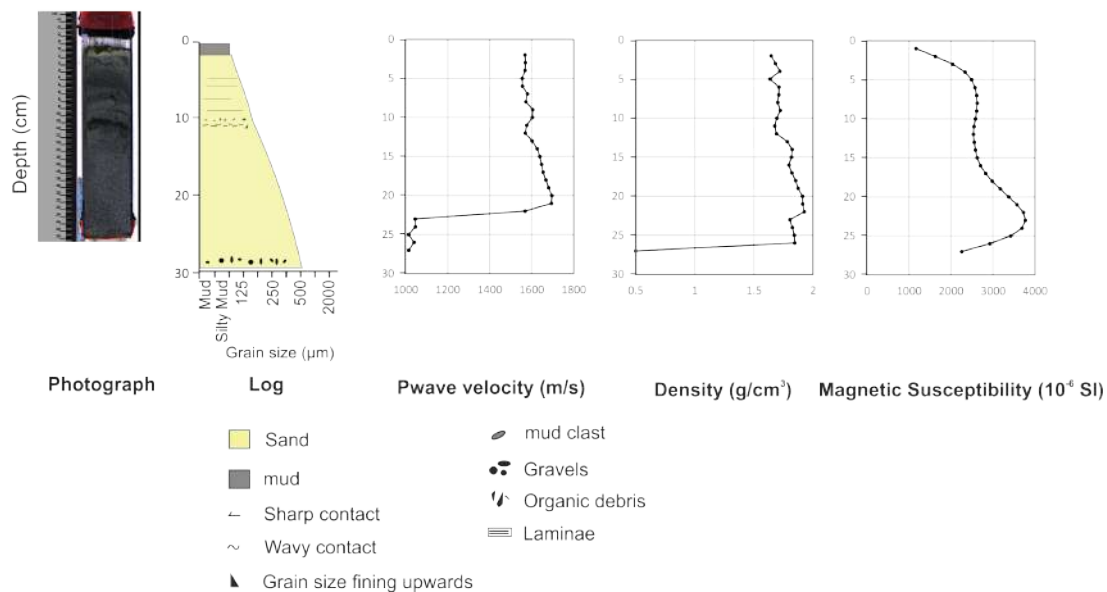 Depth (cm)
0
10
20
30
Mud
Silty Mud
125
250
500
2000
Grain size (µm)
0
5
10
15
20
25
30
1000 1200 1400 1600 1800
0
5
10
15
20
25
30
0.5 1 1.5 2
0
5
10
15
20
25
30
0 1000 2000 3000 4000
Photograph
Log
Pwave velocity (m/s)
Density (g/cm³)
Magnetic Susceptibility (10⁻⁶ SI)
Sand
mud
Sharp contact
Wavy contact
Grain size fining upwards
mud clast
Gravels
Organic debris
Laminae